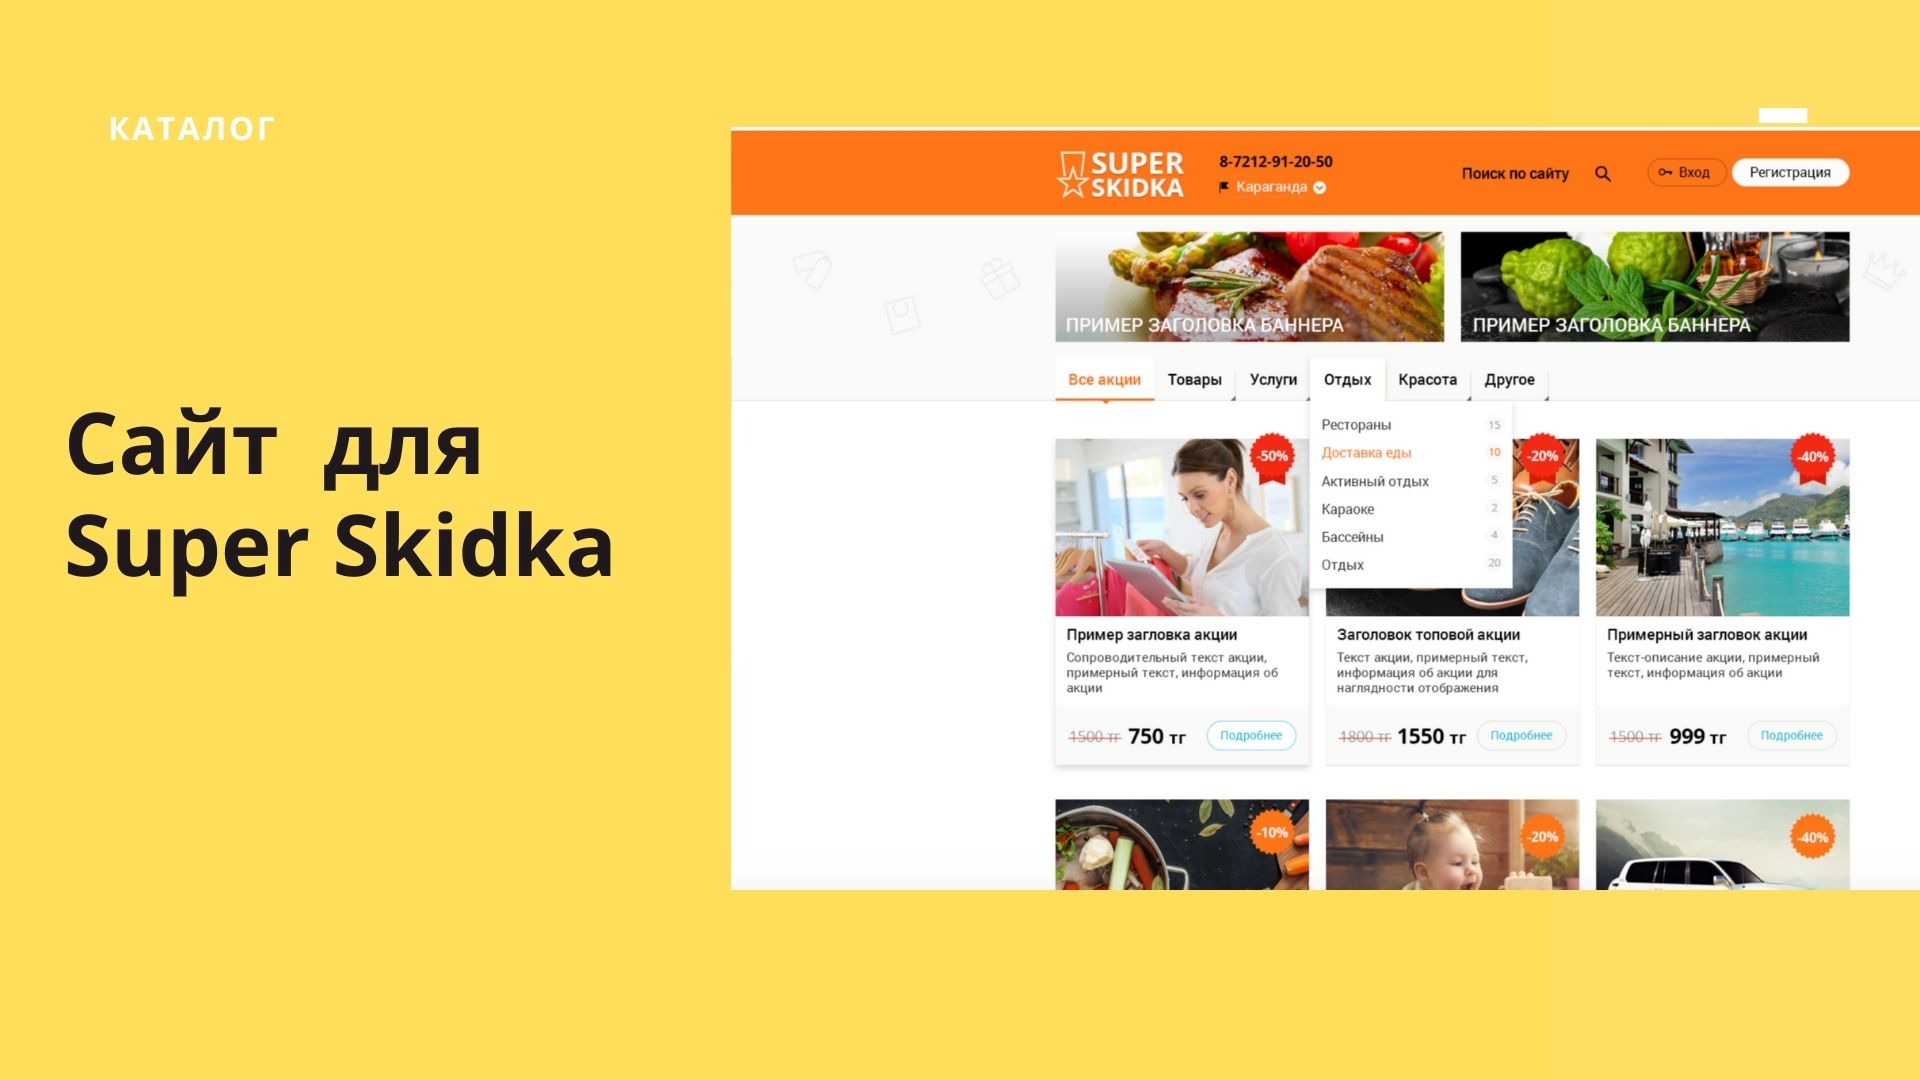 КАТАЛОГ
Сайт для
Super Skidka
SUPER
SKIDKA
8-7212-91-20-50
Караганда
Поиск по сайту
Вход
Регистрация
ПРИМЕР ЗАГОЛОВКА БАННЕРА
ПРИМЕР ЗАГОЛОВКА БАННЕРА
Все акции Товары Услуги Отдых Красота Другое
Рестораны 15
Доставка еды 10
Активный отдых 5
Караоке 2
Бассейны 4
Отдых 20
-50%
Пример загловка акции
Сопроводительный текст акции,
примерный текст, информация об
акции
1500 тг 750 тг Подробнее
-20%
Заголовок топовой акции
Текст акции, примерный текст,
информация об акции для
наглядности отображения
1800 тг 1550 тг Подробнее
-40%
Примерный загловок акции
Текст-описание акции, примерный
текст, информация об акции
1500 тг 999 тг Подробнее
-10%
-20%
-40%